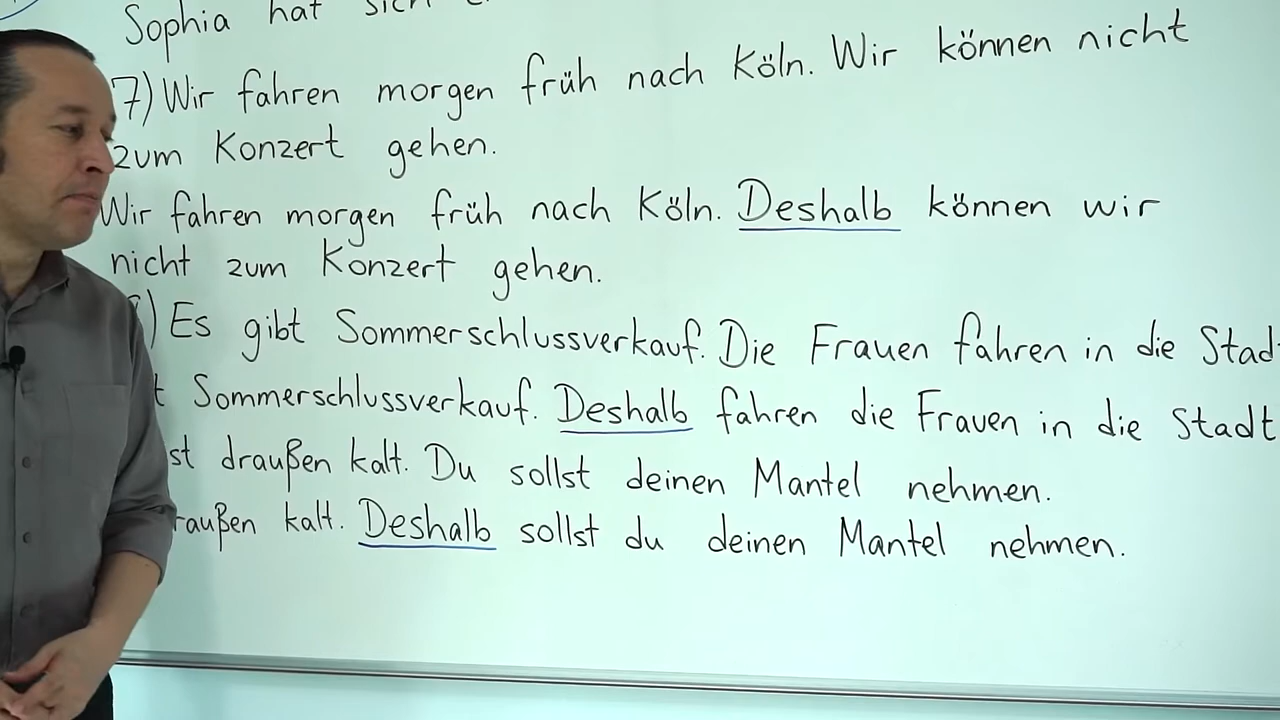 Sophia hat sich
7) Wir fahren morgen früh nach Köln. Wir können nicht
zum Konzert gehen.
Wir fahren morgen früh nach Köln. Deshalb können wir
nicht zum Konzert gehen.
) Es gibt Sommerschlussverkauf. Die Frauen fahren in die Stad
t Sommerschlussverkauf. Deshalb fahren die Frauen in die Stadt
st draußen kalt. Du sollst deinen Mantel nehmen.
raußen kalt. Deshalb sollst du deinen Mantel nehmen.